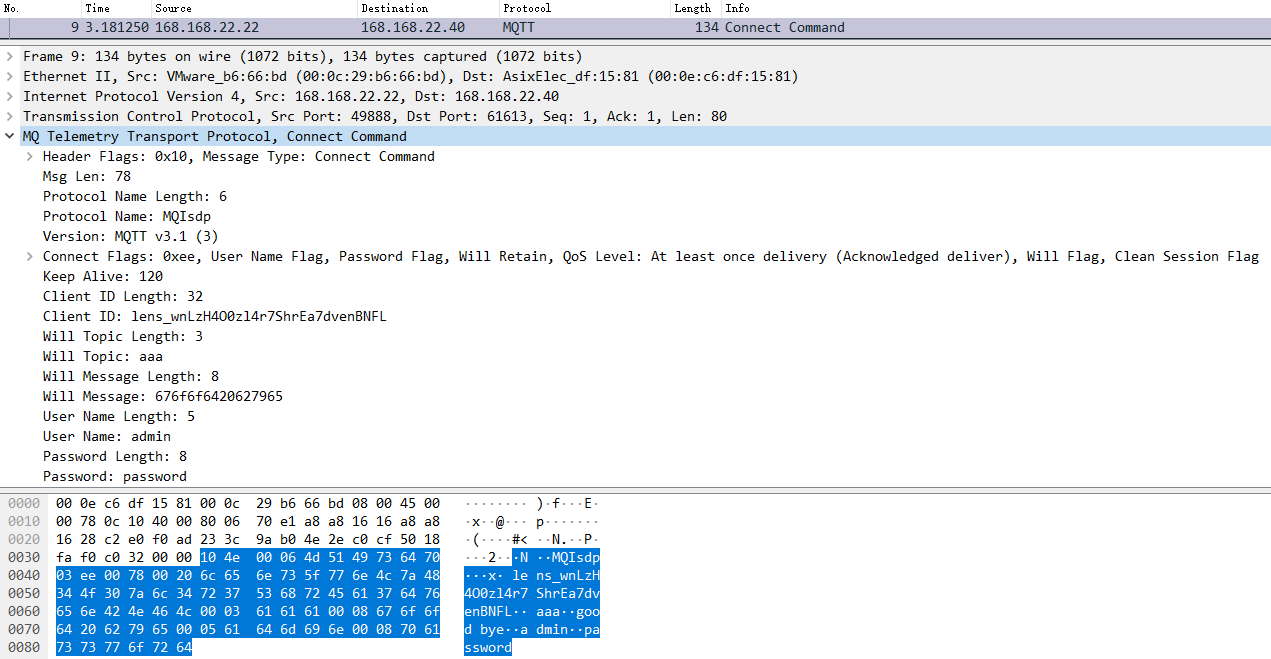 No. Time Source Destination Protocol Length Info
9 3.181250 168.168.22.22 168.168.22.40 MQTT 134 Connect Command
Frame 9: 134 bytes on wire (1072 bits), 134 bytes captured (1072 bits)
Ethernet II, Src: VMware_b6:66:bd (00:0c:29:b6:66:bd), Dst: AsixElec_df:15:81 (00:0e:c6:df:15:81)
Internet Protocol Version 4, Src: 168.168.22.22, Dst: 168.168.22.40
Transmission Control Protocol, Src Port: 49888, Dst Port: 61613, Seq: 1, Ack: 1, Len: 80
MQ Telemetry Transport Protocol, Connect Command
Header Flags: 0x10, Message Type: Connect Command
Msg Len: 78
Protocol Name Length: 6
Protocol Name: MQIsdp
Version: MQTT v3.1 (3)
Connect Flags: 0xee, User Name Flag, Password Flag, Will Retain, QoS Level: At least once delivery (Acknowledged deliver), Will Flag, Clean Session Flag
Keep Alive: 120
Client ID Length: 32
Client ID: lens_wnLzH4O0zl4r7ShrEa7dvenBNFL
Will Topic Length: 3
Will Topic: aaa
Will Message Length: 8
Will Message: 676f6f6420627965
User Name Length: 5
User Name: admin
Password Length: 8
Password: password
0000 00 0e c6 df 15 81 00 0c 29 b6 66 bd 08 00 45 00 ········ )·f···E·
0010 00 78 0c 10 40 00 80 06 70 e1 a8 a8 16 16 a8 a8 ·x··@··· p·······
0020 16 28 c2 e0 f0 ad 23 3c 9a b0 4e 2e c0 cf 50 18 ·(····#< ··N.··P·
0030 fa f0 c0 32 00 00 10 4e 00 06 4d 51 49 73 64 70 ···2···N ··MQIsdp
0040 03 ee 00 78 00 20 6c 65 6e 73 5f 77 6e 4c 7a 48 ···x· le ns_wnLzH
0050 34 4f 30 7a 6c 34 72 37 53 68 72 45 61 37 64 76 4O0zl4r7 ShrEa7dv
0060 65 6e 42 4e 46 4c 00 03 61 61 61 00 08 67 6f 6f enBNFL·· aaa··goo
0070 64 20 62 79 65 00 05 61 64 6d 69 6e 00 08 70 61 d bye··a dmin··pa
0080 73 73 77 6f 72 64 ssword